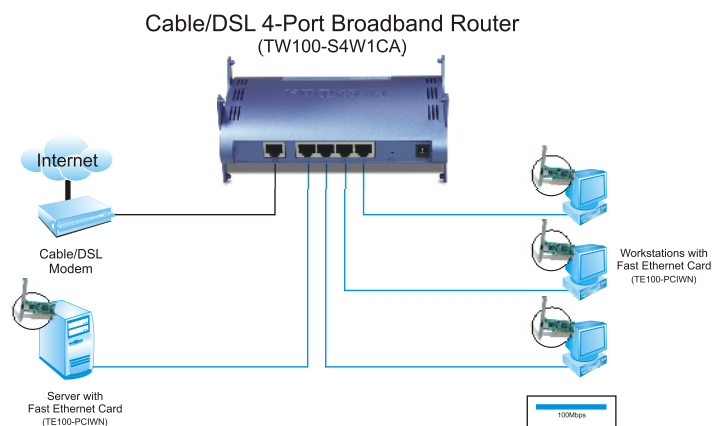 Cable/DSL 4-Port Broadband Router
(TW100-S4W1CA)
Internet
Cable/DSL
Modem
Workstations with
Fast Ethernet Card
(TE100-PCIWN)
Server with
Fast Ethernet Card
(TE100-PCIWN)
100Mbps